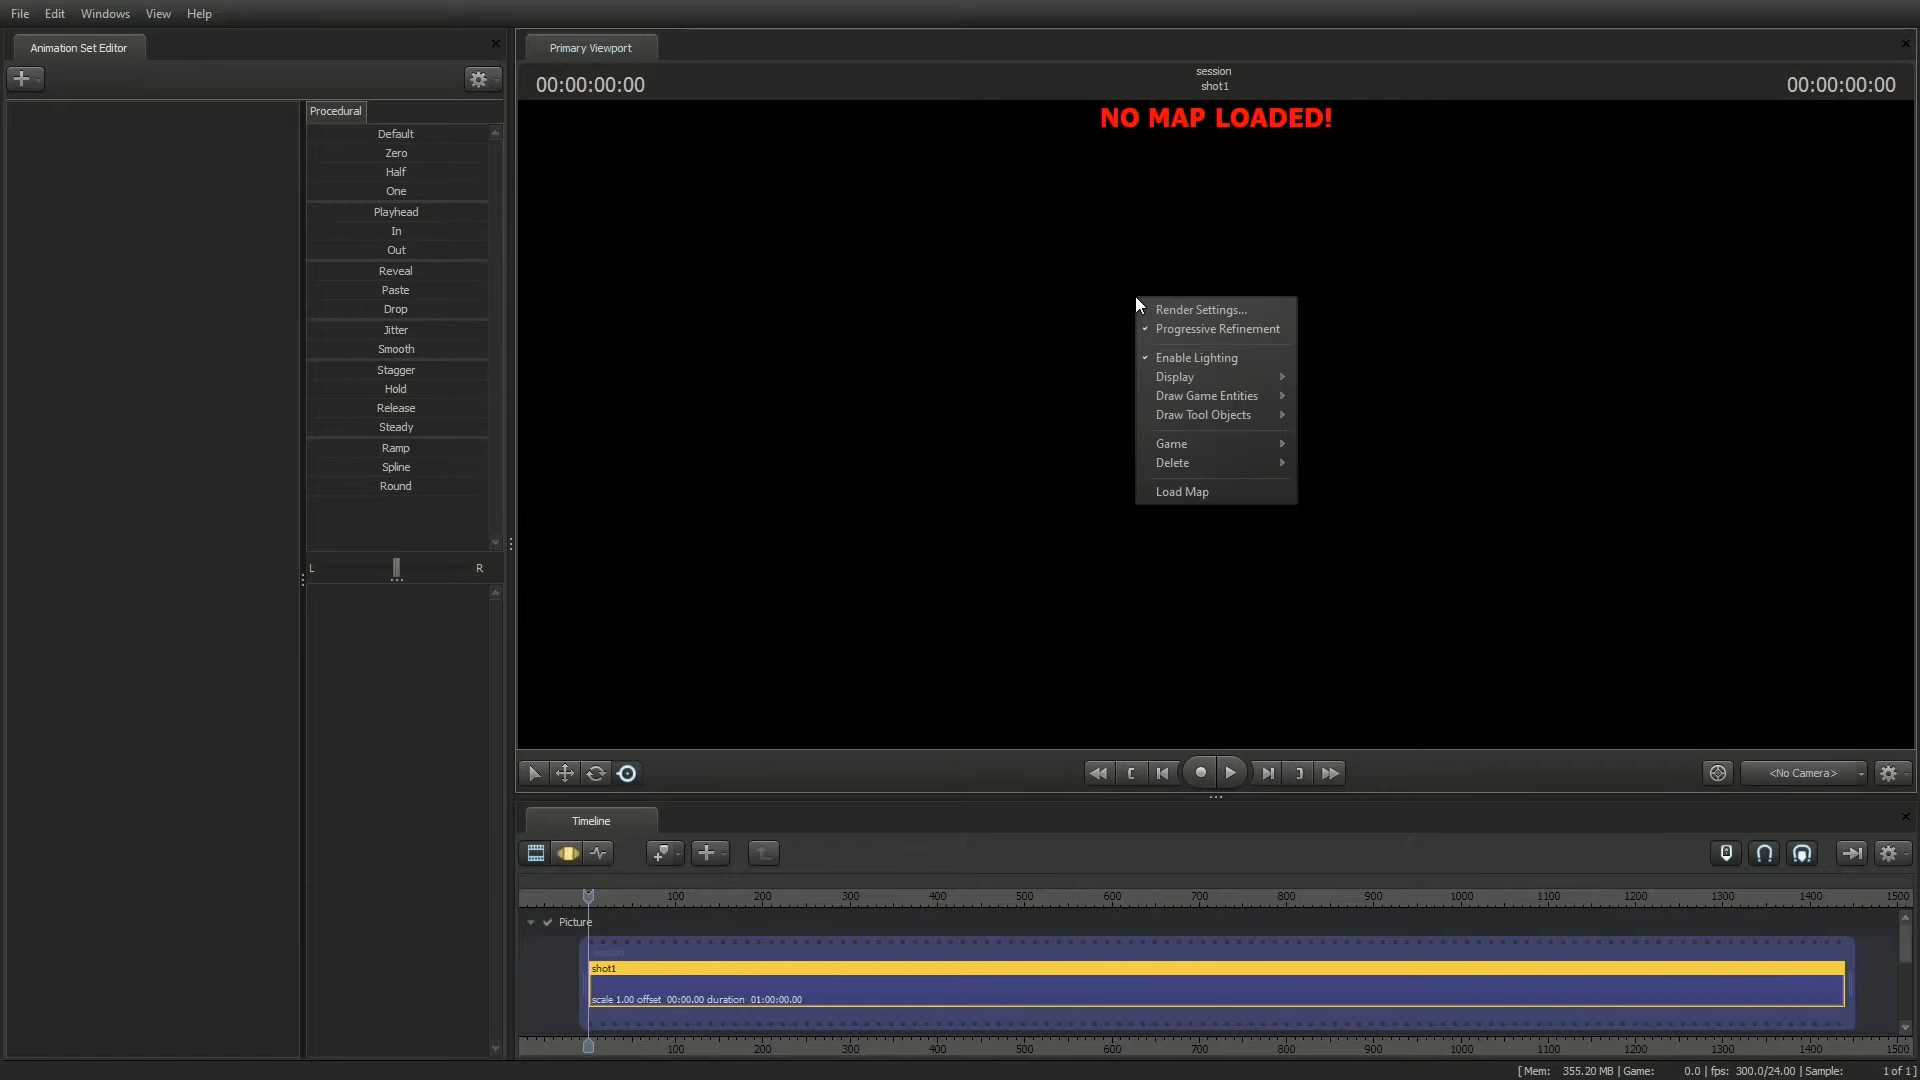 File Edit Windows View Help
Animation Set Editor
Procedural
Default
Zero
Half
One
Playhead
In
Out
Reveal
Paste
Drop
Jitter
Smooth
Stagger
Hold
Release
Steady
Ramp
Spline
Round
L R
Primary Viewport
00:00:00:00
session
shot1
00:00:00:00
NO MAP LOADED!
Render Settings...
Progressive Refinement
Enable Lighting
Display
Draw Game Entities
Draw Tool Objects
Game
Delete
Load Map
<No Camera>
Timeline
100 200 300 400 500 600 700 800 900 1000 1100 1200 1300 1400 1500
Picture
session
shot1
scale 1.00 offset 00:00.00 duration 01:00:00.00
100 200 300 400 500 600 700 800 900 1000 1100 1200 1300 1400 1500
[ Mem: 355.20 MB | Game: 0.0 | fps: 300.0/24.00 | Sample: 1 of 1 ]